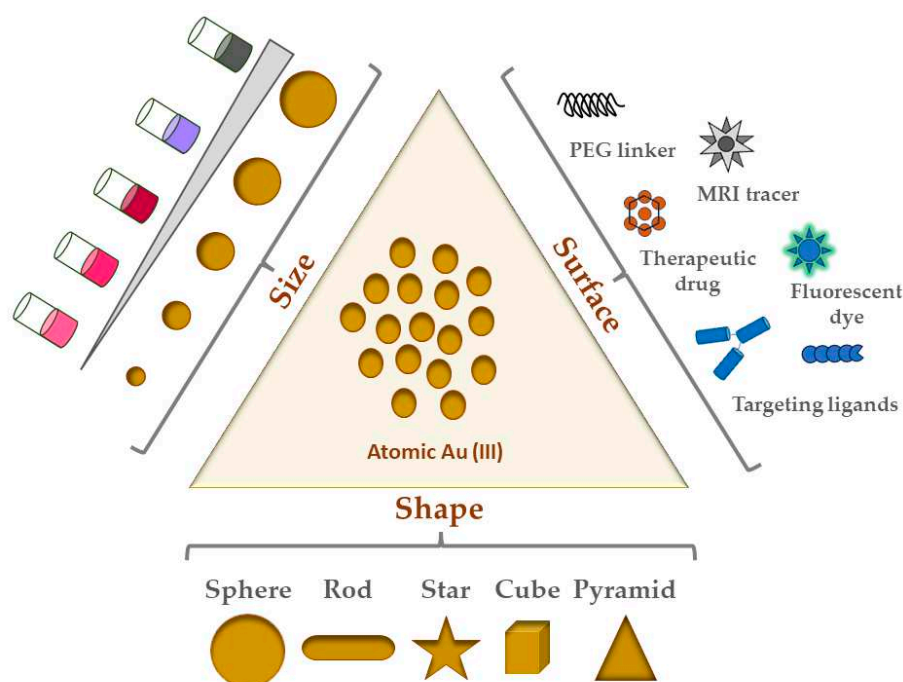 PEG linker
MRI tracer
Therapeutic
drug
Fluorescent
dye
Targeting ligands
Size
Surface
Atomic Au (III)
Shape
Sphere Rod Star Cube Pyramid